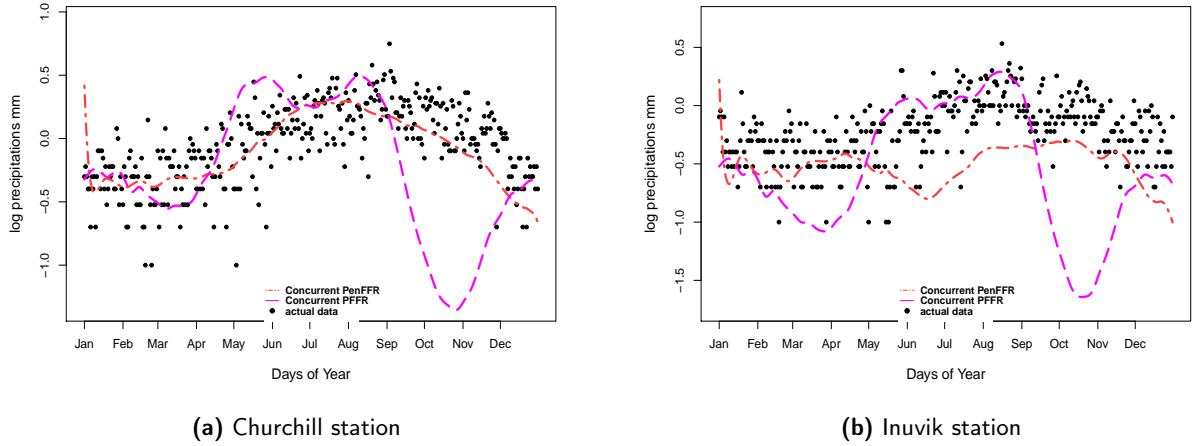 log precipitations mm
1.0
0.5
0.0
−0.5
−1.0
Concurrent PenFFR
Concurrent PFFR
actual data
Jan Feb Mar Apr May Jun Jul Aug Sep Oct Nov Dec
Days of Year
(a) Churchill station
log precipitations mm
0.5
0.0
−0.5
−1.0
−1.5
Concurrent PenFFR
Concurrent PFFR
actual data
Jan Feb Mar Apr May Jun Jul Aug Sep Oct Nov Dec
Days of Year
(b) Inuvik station